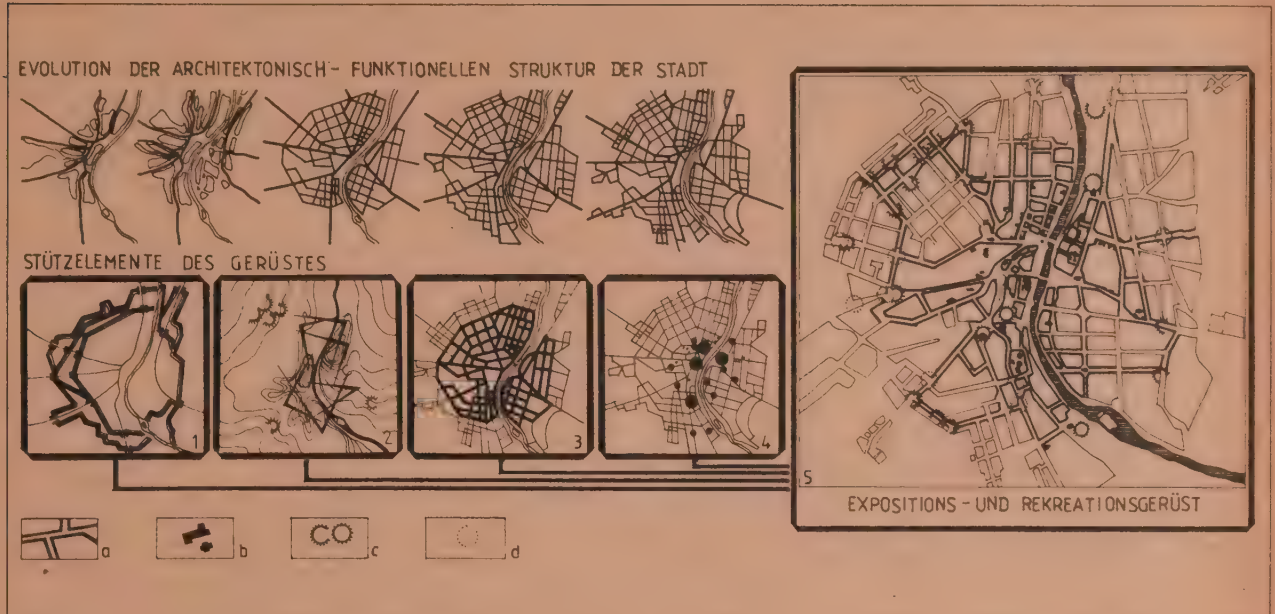 EVOLUTION DER ARCHITEKTONISCH - FUNKTIONELLEN STRUKTUR DER STADT
STÜTZELEMENTE DES GERÜSTES
1
2
3
4
5
EXPOSITIONS - UND REKREATIONSGERÜST
a
b
c
d